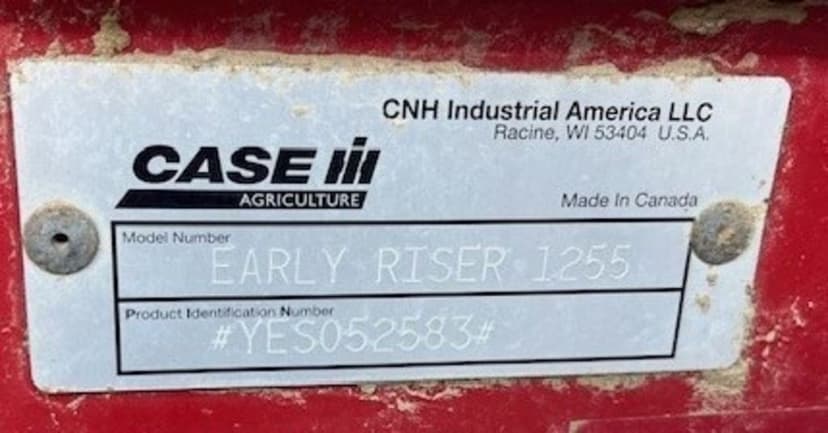 CNH Industrial America LLC
Racine, WI 53404 U.S.A.
CASE IH
AGRICULTURE
Made In Canada
Model Number
EARLY RISER 1255
Product Identification Number
#YES052583#